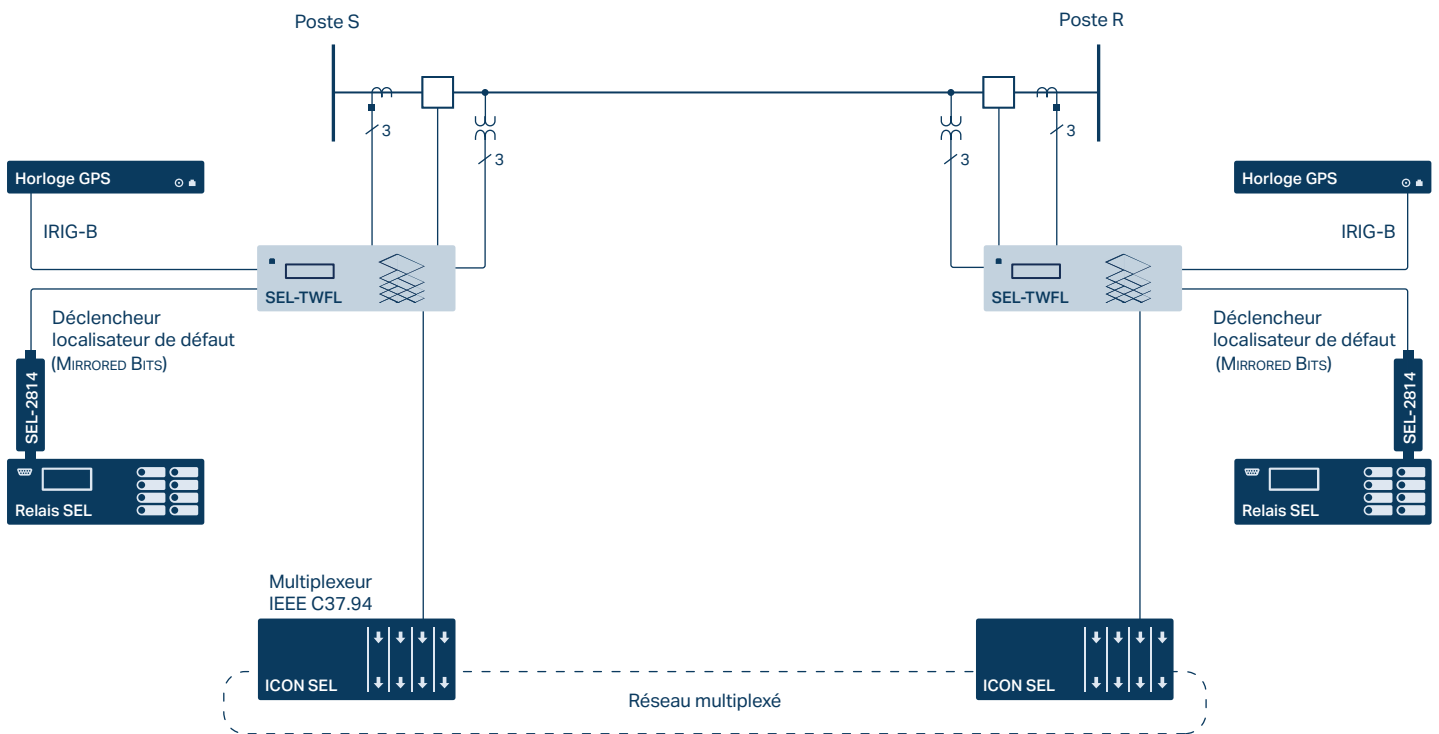 Poste S
Poste R
3
3
3
3
Horloge GPS
Horloge GPS
IRIG-B
IRIG-B
SEL-TWFL
SEL-TWFL
Déclencheur
localisateur de défaut
(MIRRORED BITS)
Déclencheur
localisateur de défaut
(MIRRORED BITS)
SEL-2814
SEL-2814
Relais SEL
Relais SEL
Multiplexeur
IEEE C37.94
ICON SEL
ICON SEL
Réseau multiplexé